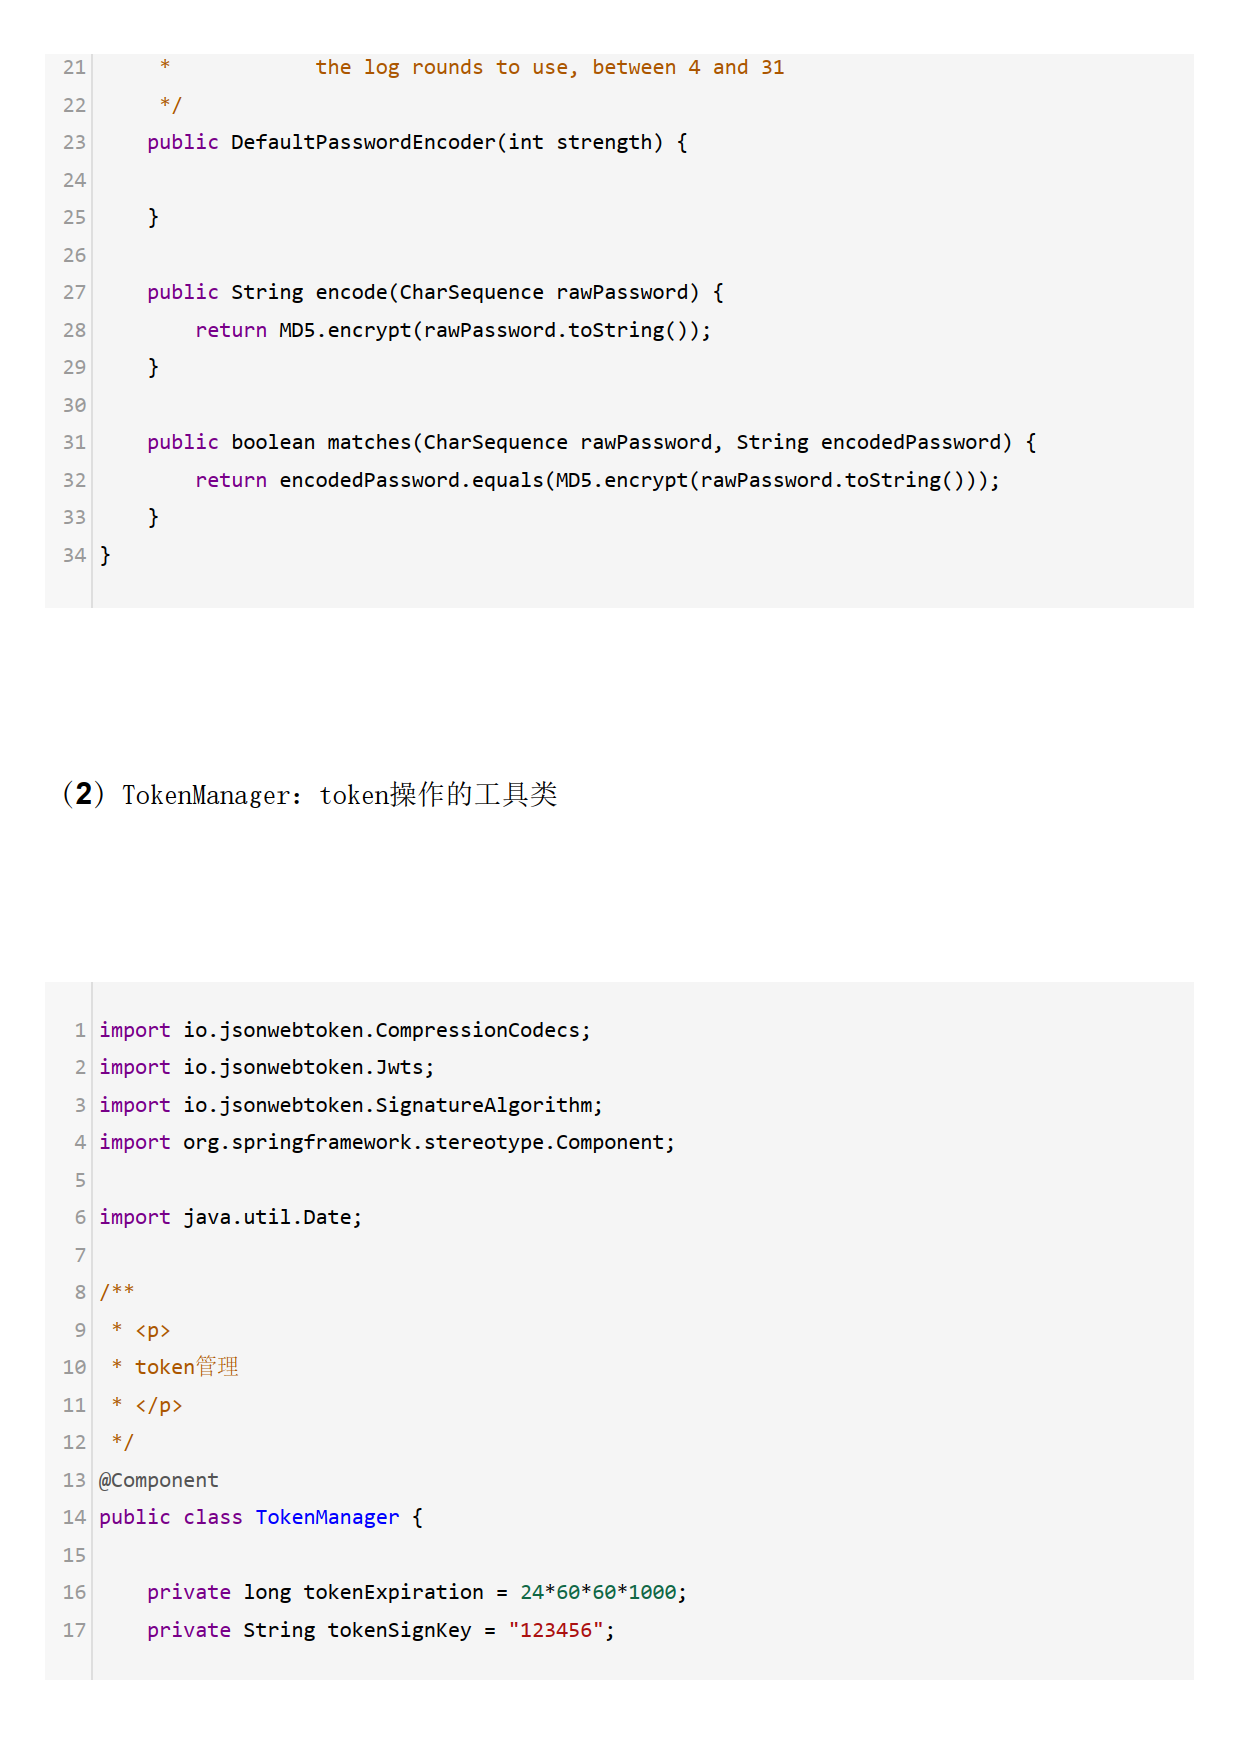 21      *            the log rounds to use, between 4 and 31
22      */
23     public DefaultPasswordEncoder(int strength) {
24
25     }
26
27     public String encode(CharSequence rawPassword) {
28         return MD5.encrypt(rawPassword.toString());
29     }
30
31     public boolean matches(CharSequence rawPassword, String encodedPassword) {
32         return encodedPassword.equals(MD5.encrypt(rawPassword.toString()));
33     }
34 }
（2）TokenManager：token操作的工具类
1 import io.jsonwebtoken.CompressionCodecs;
2 import io.jsonwebtoken.Jwts;
3 import io.jsonwebtoken.SignatureAlgorithm;
4 import org.springframework.stereotype.Component;
5
6 import java.util.Date;
7
8 /**
9  * <p>
10  * token管理
11  * </p>
12  */
13 @Component
14 public class TokenManager {
15
16     private long tokenExpiration = 24*60*60*1000;
17     private String tokenSignKey = "123456";